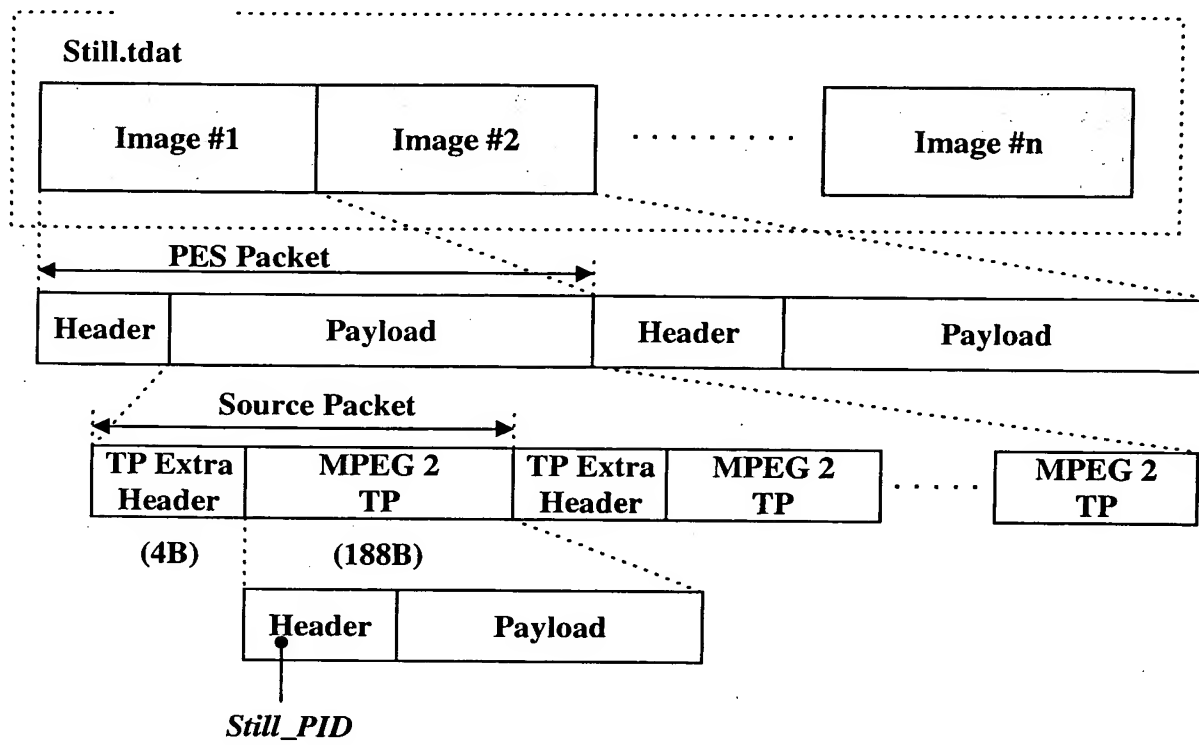 Still.tdat
Image #1
Image #2
Image #n
PES Packet
Header
Payload
Header
Payload
Source Packet
TP Extra
Header
MPEG 2
TP
TP Extra
Header
MPEG 2
TP
MPEG 2
TP
(4B)
(188B)
Header
Payload
Still_PID